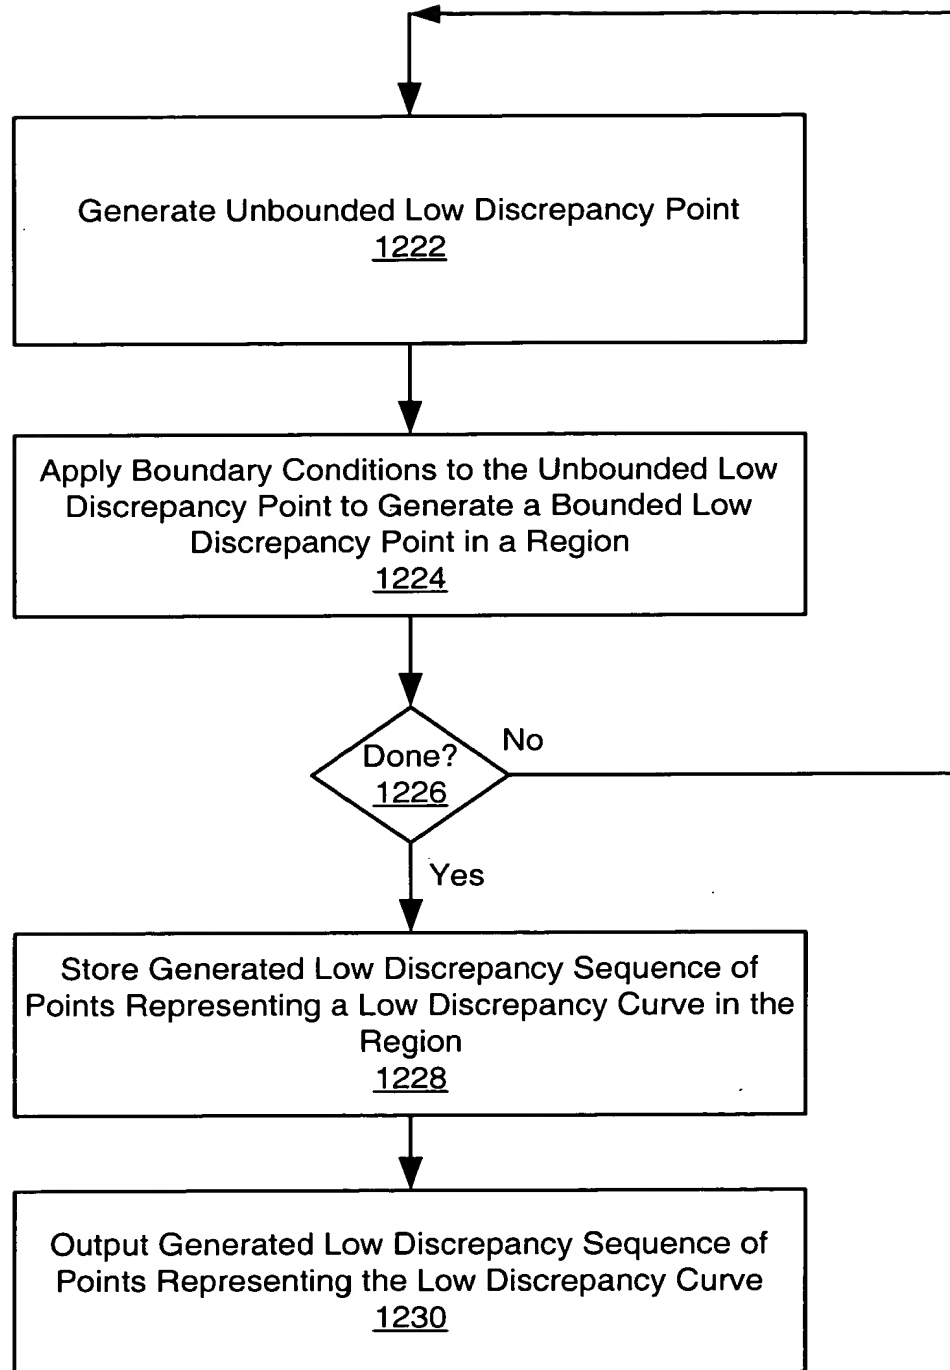 Generate Unbounded Low Discrepancy Point
1222
Apply Boundary Conditions to the Unbounded Low
Discrepancy Point to Generate a Bounded Low
Discrepancy Point in a Region
1224
Done?
1226
No
Yes
Store Generated Low Discrepancy Sequence of
Points Representing a Low Discrepancy Curve in the
Region
1228
Output Generated Low Discrepancy Sequence of
Points Representing the Low Discrepancy Curve
1230